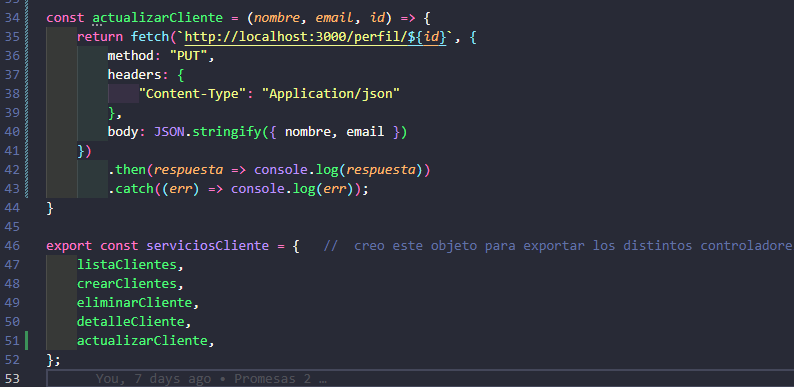 33
34 const actualizarCliente = (nombre, email, id) => {
35 return fetch(`http://localhost:3000/perfil/${id}`, {
36 method: "PUT",
37 headers: {
38 "Content-Type": "Application/json"
39 },
40 body: JSON.stringify({ nombre, email })
41 })
42 .then(respuesta => console.log(respuesta))
43 .catch((err) => console.log(err));
44 }
45
46 export const serviciosCliente = { // creo este objeto para exportar los distintos controladore
47 listaClientes,
48 crearClientes,
49 eliminarCliente,
50 detalleCliente,
51 actualizarCliente,
52 };
53 You, 7 days ago • Promesas 2 …